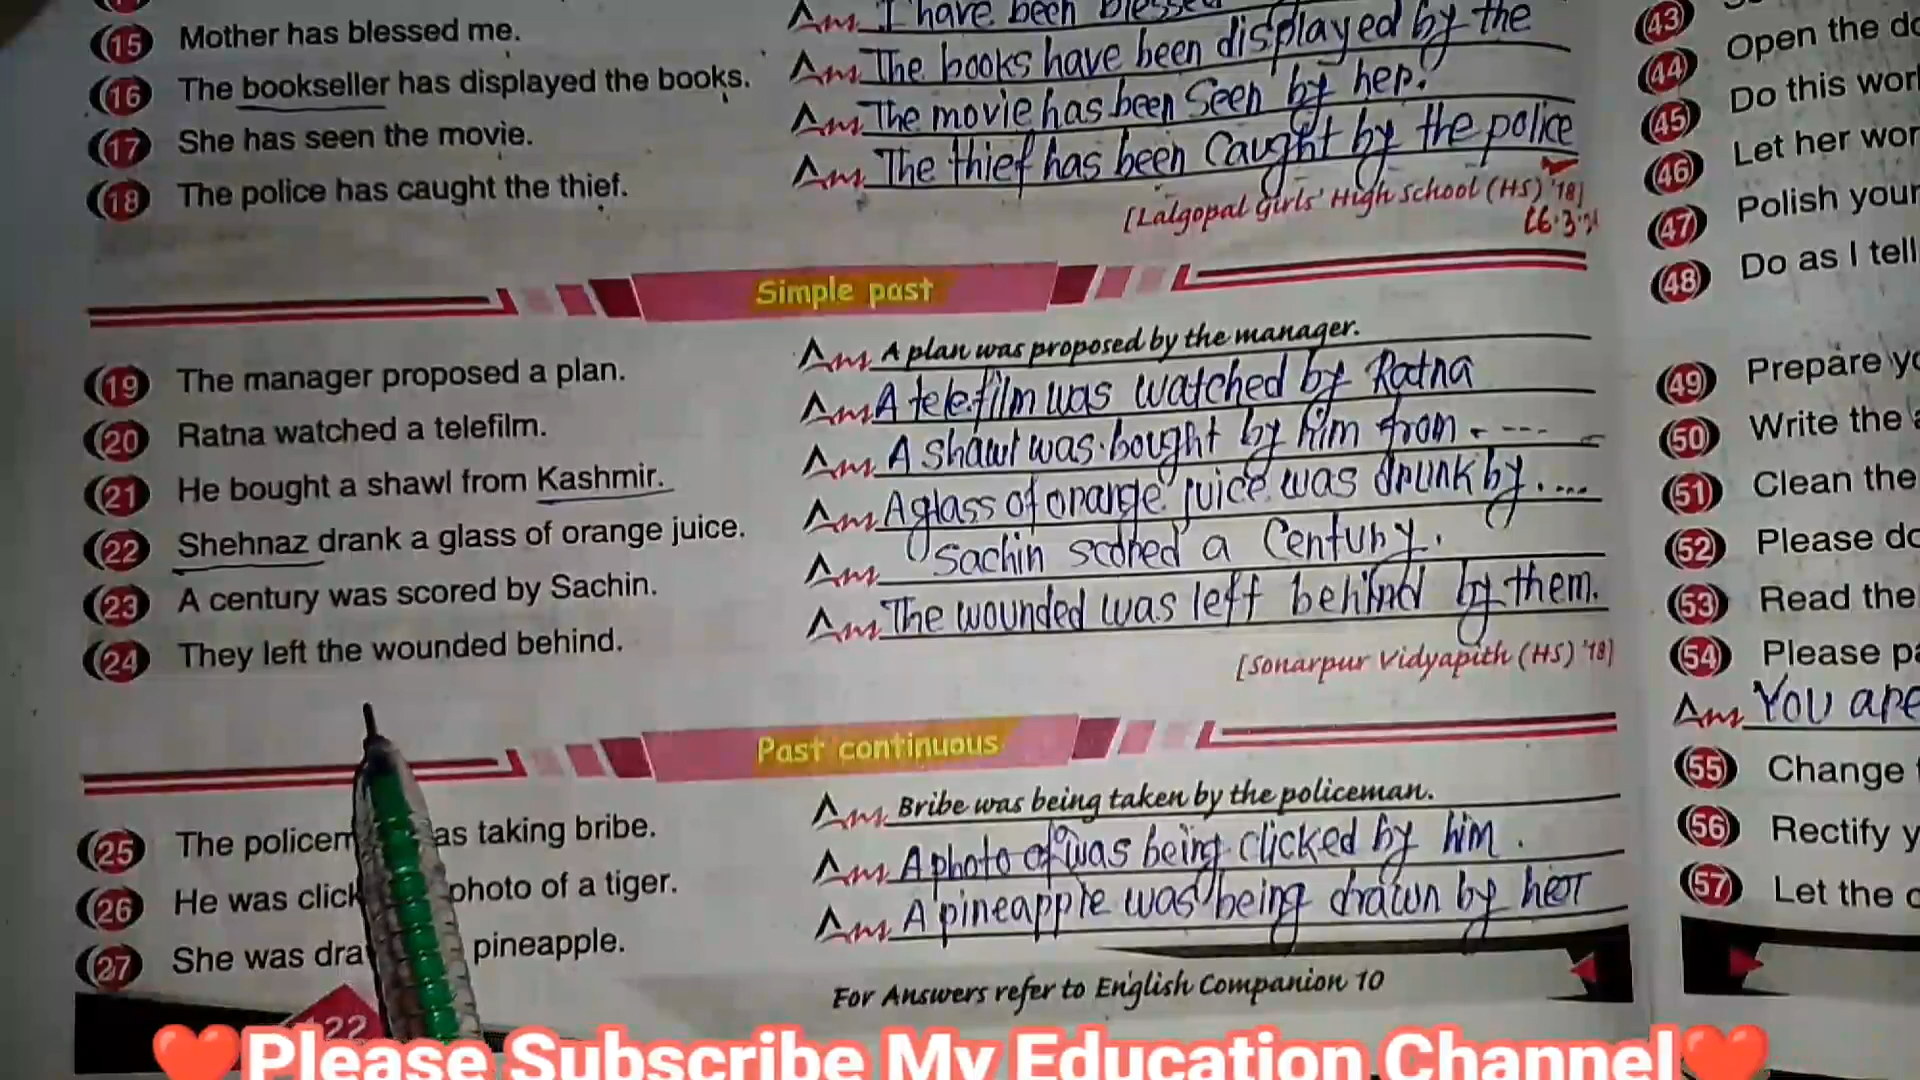 15 Mother has blessed me.
Ans I have been
16 The bookseller has displayed the books.
Ans The books have been displayed by the
17 She has seen the movie.
Ans The movie has been seen by her.
18 The police has caught the thief.
Ans The thief has been caught by the police
[Lalgopal Girls' High School (HS) '18]
Simple past
19 The manager proposed a plan.
Ans A plan was proposed by the manager.
20 Ratna watched a telefilm.
Ans A telefilm was watched by Ratna
21 He bought a shawl from Kashmir.
Ans A shawl was bought by him from ----
22 Shehnaz drank a glass of orange juice.
Ans A glass of orange juice was drunk by ....
23 A century was scored by Sachin.
Ans Sachin scored a Century.
24 They left the wounded behind.
Ans The wounded was left behind by them.
[Sonarpur Vidyapith (HS) '18]
Past continuous
25 The policem as taking bribe.
Ans Bribe was being taken by the policeman.
26 He was click photo of a tiger.
Ans A photo of was being clicked by him.
27 She was dra pineapple.
Ans A pineapple was being drawn by her
For Answers refer to English Companion 10
122
43
44 Open the do
45 Do this wor
46 Let her wor
47 Polish your
48 Do as I tell
49 Prepare yo
50 Write the a
51 Clean the
52 Please do
53 Read the
54 Please pa
Ans You are
55 Change
56 Rectify y
57 Let the
❤️Please Subscribe My Education Channel❤️